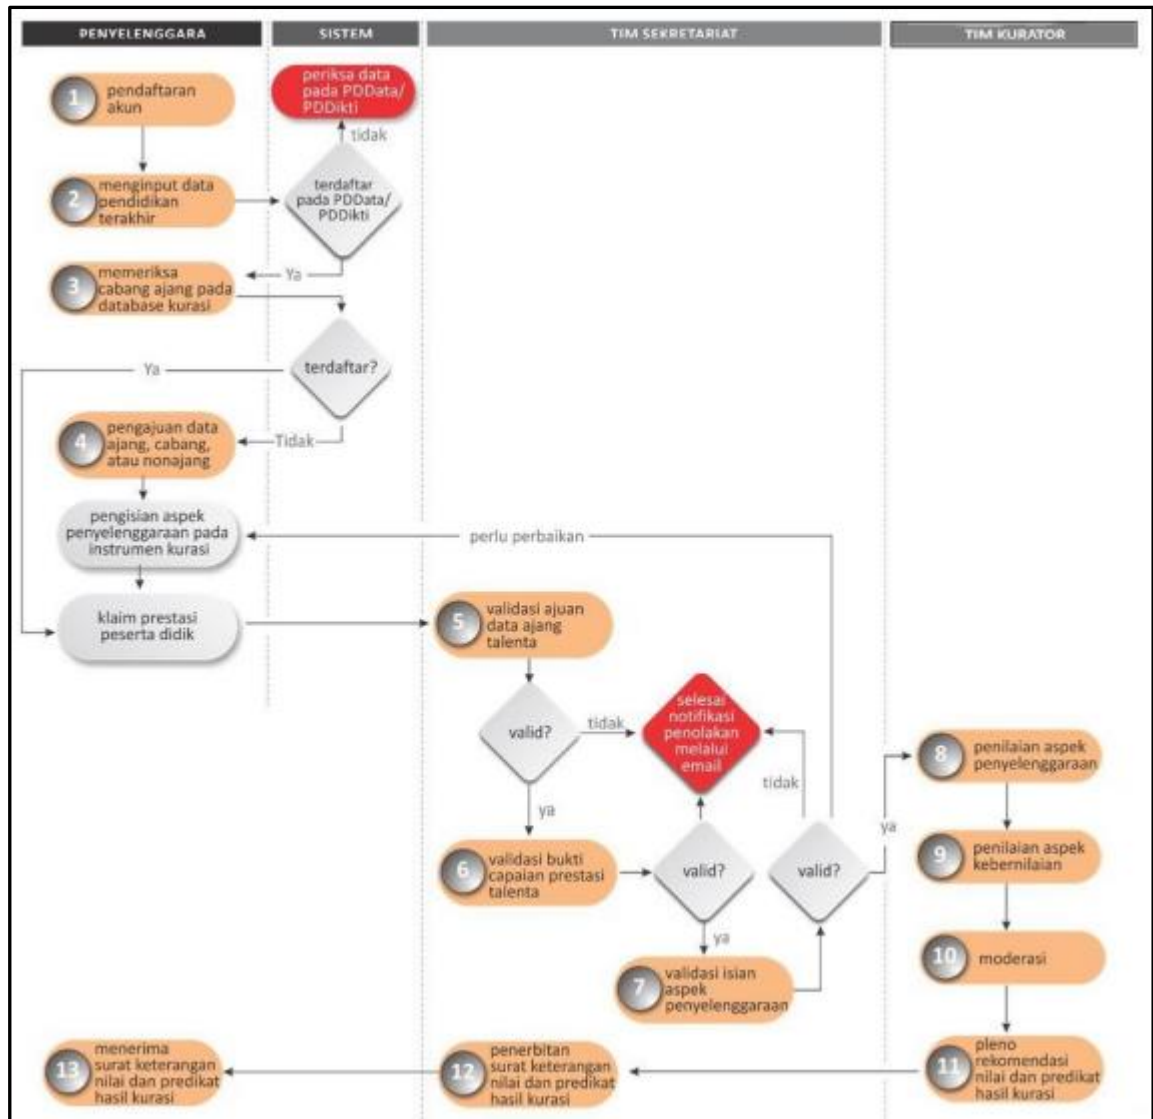 PENYELENGGARA
SISTEM
TIM SEKRETARIAT
TIM KURATOR
1
pendaftaran
akun
periksa data
pada PDData/
PDDikti
tidak
2
menginput data
pendidikan
terakhir
terdaftar
pada PDData/
PDDikti
Ya
3
memeriksa
cabang ajang pada
database kurasi
terdaftar?
Ya
4
pengajuan data
ajang, cabang,
atau nonajang
Tidak
pengisian aspek
penyelenggaraan pada
instrumen kurasi
perlu perbaikan
klaim prestasi
peserta didik
5
validasi ajuan
data ajang
talenta
valid?
tidak
selesai
notifikasi
penolakan
melalui
email
tidak
ya
ya
8
penilaian aspek
penyelenggaraan
6
validasi bukti
capaian prestasi
talenta
valid?
valid?
9
penilaian aspek
kebernilaian
ya
7
validasi isian
aspek
penyelenggaraan
10
moderasi
13
menerima
surat keterangan
nilai dan predikat
hasil kurasi
12
penerbitan
surat keterangan
nilai dan predikat
hasil kurasi
11
pleno
rekomendasi
nilai dan predikat
hasil kurasi